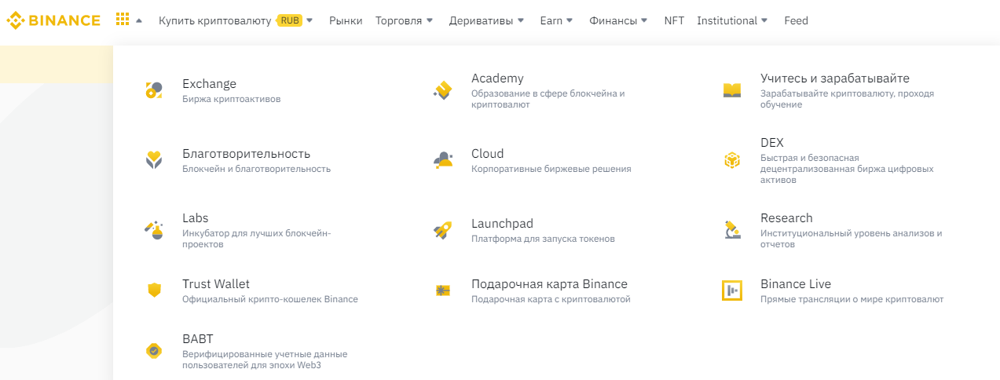 BINANCE Купить криптовалюту RUB Рынки Торговля Деривативы Earn Финансы NFT Institutional Feed
Exchange
Биржа криптоактивов
Academy
Образование в сфере блокчейна и
криптовалют
Учитесь и зарабатывайте
Зарабатывайте криптовалюту, проходя
обучение
Благотворительность
Блокчейн и благотворительность
Cloud
Корпоративные биржевые решения
DEX
Быстрая и безопасная
децентрализованная биржа цифровых
активов
Labs
Инкубатор для лучших блокчейн-
проектов
Launchpad
Платформа для запуска токенов
Research
Институциональный уровень анализов и
отчетов
Trust Wallet
Официальный крипто-кошелек Binance
Подарочная карта Binance
Подарочная карта с криптовалютой
Binance Live
Прямые трансляции о мире криптовалют
BABT
Верифицированные учетные данные
пользователей для эпохи Web3